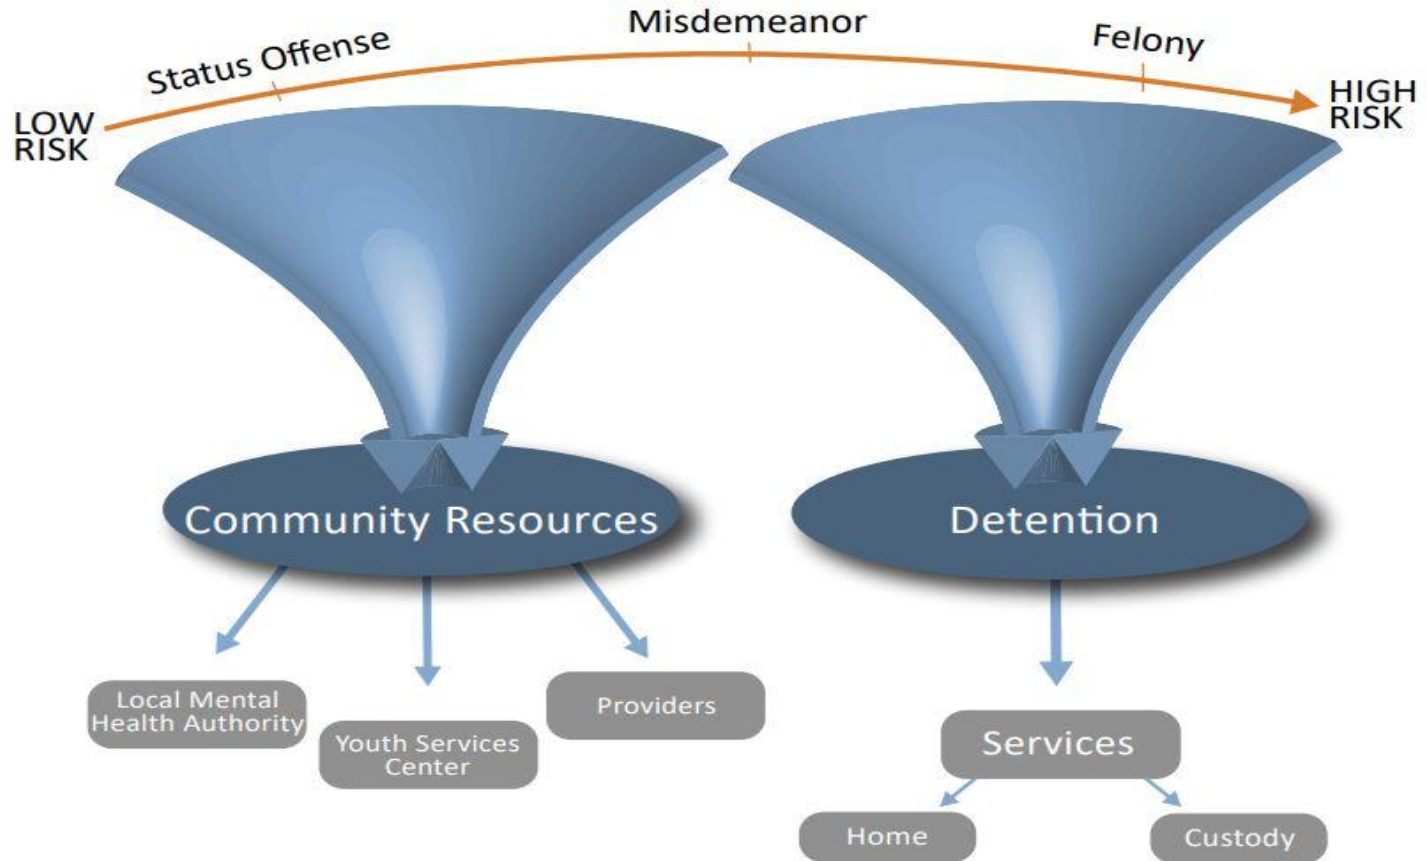 Misdemeanor
Status Offense
Felony
LOW
RISK
HIGH
RISK
Community Resources
Detention
Local Mental
Health Authority
Youth Services
Center
Providers
Services
Home
Custody